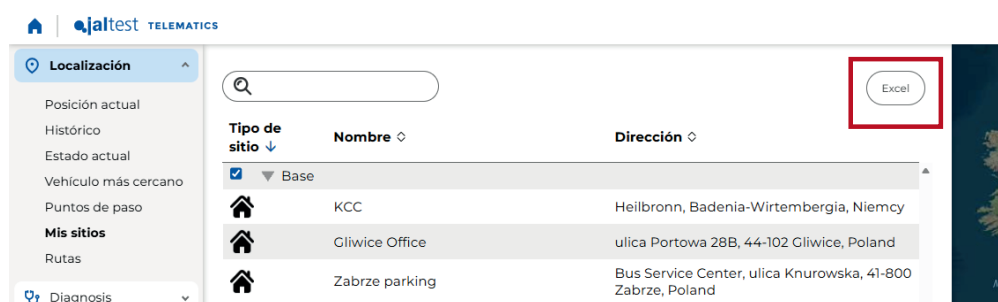 jaltest TELEMATICS
Localización
Posición actual
Histórico
Estado actual
Vehículo más cercano
Puntos de paso
Mis sitios
Rutas
Diagnosis
Excel
Tipo de
sitio
Nombre
Dirección
Base
KCC
Heilbronn, Badenia-Wirtembergia, Niemcy
Gliwice Office
ulica Portowa 28B, 44-102 Gliwice, Poland
Zabrze parking
Bus Service Center, ulica Knurowska, 41-800
Zabrze, Poland